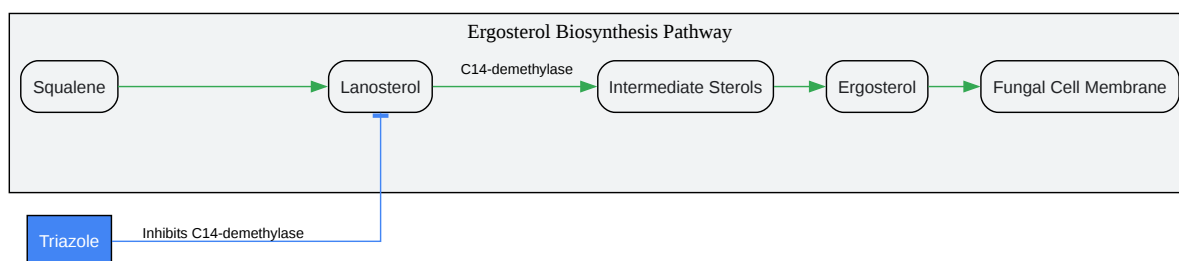 Ergosterol Biosynthesis Pathway
Squalene
Lanosterol
C14-demethylase
Intermediate Sterols
Ergosterol
Fungal Cell Membrane
Triazole
Inhibits C14-demethylase